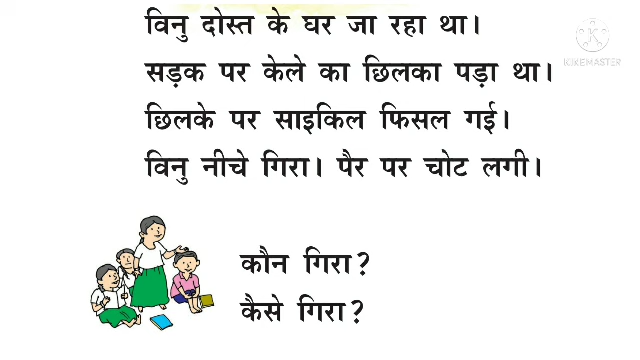 विनु दोस्त के घर जा रहा था।
सड़क पर केले का छिलका पड़ा था।
छिलके पर साइकिल फिसल गई।
विनु नीचे गिरा। पैर पर चोट लगी।
कौन गिरा?
कैसे गिरा?
KINEMASTER